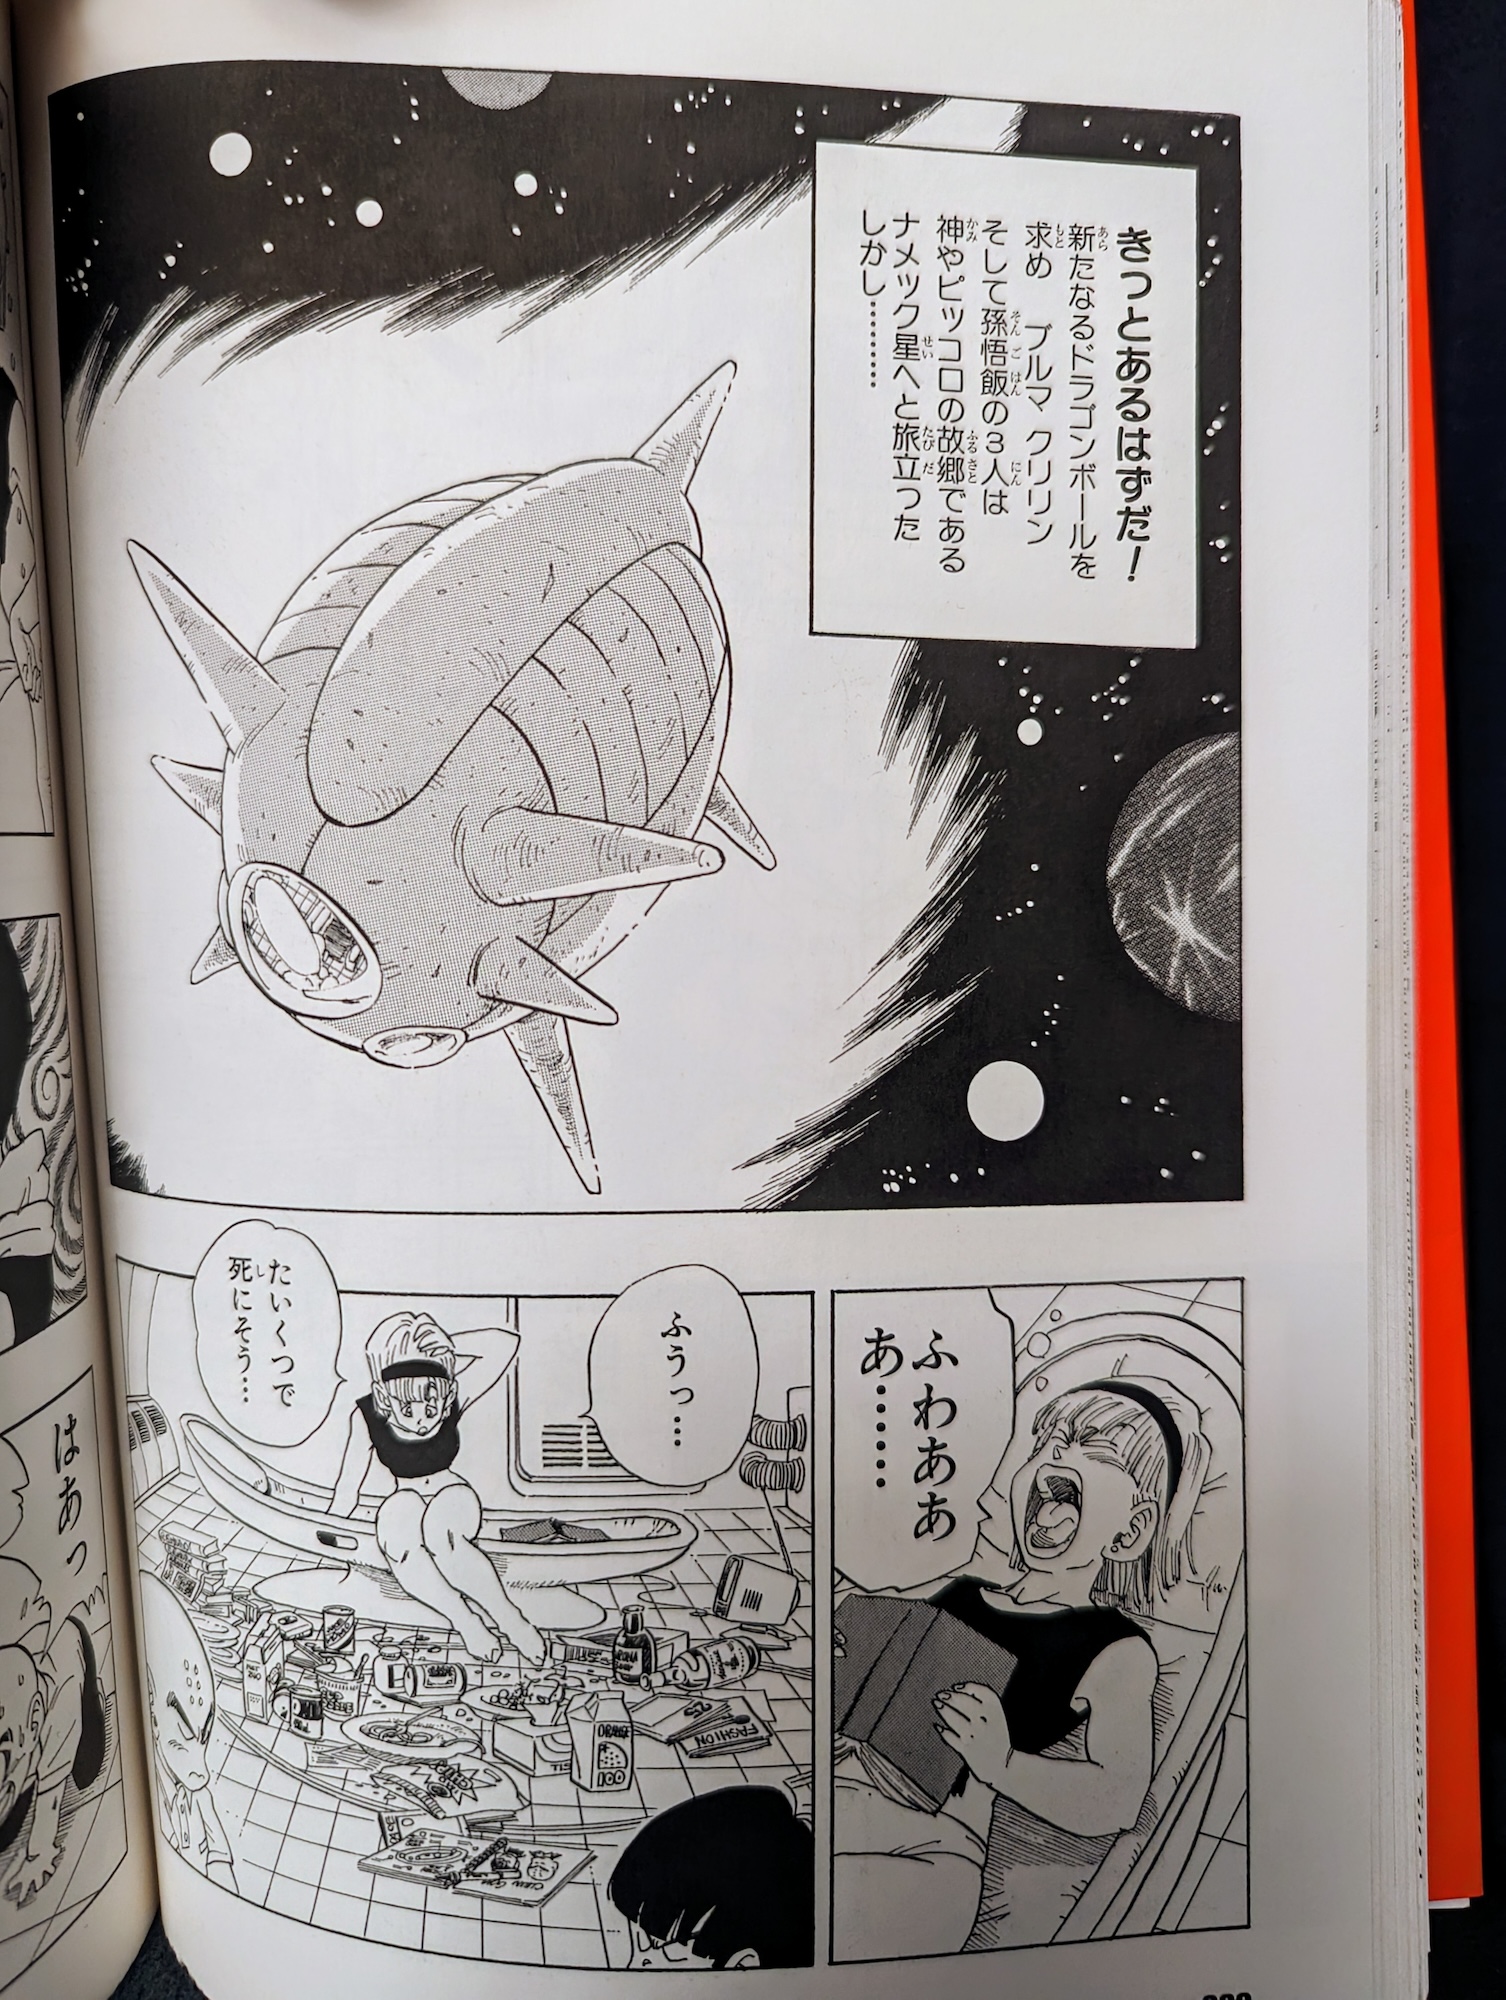 きっとあるはずだ！
新たなるドラゴンボールを
求め　ブルマ　クリリン
そして孫悟飯の3人は
神やピッコロの故郷である
ナメック星へと旅立った
しかし………
ふわあああ
あ……
ふうっ…
たいくつで
死にそう…
ORANGE
100
FASHION
はあっ